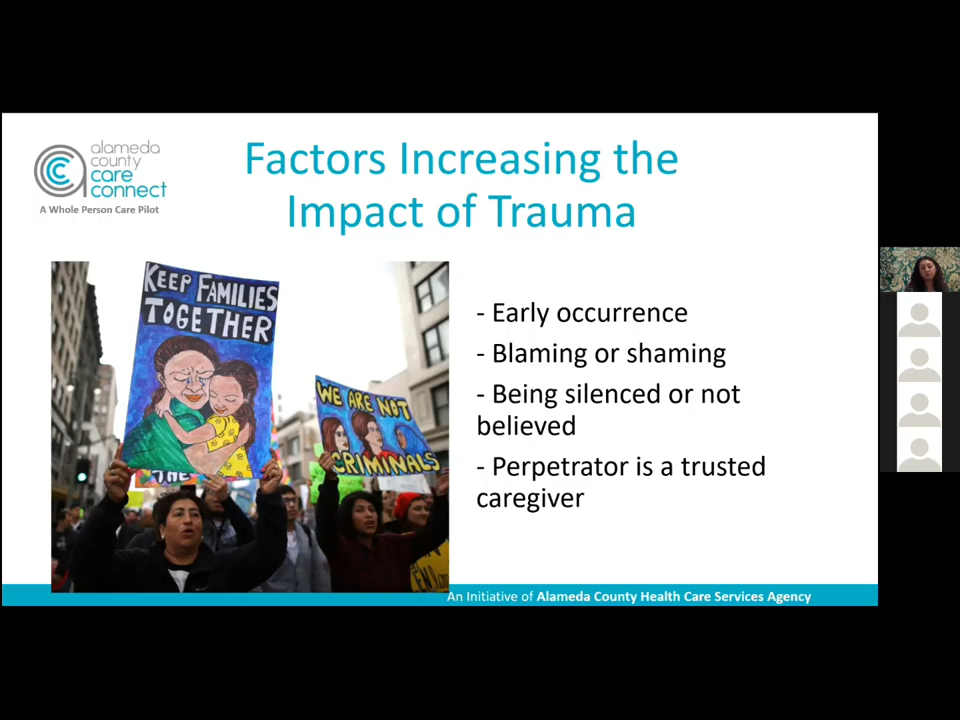 alameda
county
care
connect
A Whole Person Care Pilot
Factors Increasing the
Impact of Trauma
KEEP FAMILIES
TOGETHER
WE ARE NOT
CRIMINALS
THE
- Early occurrence
- Blaming or shaming
- Being silenced or not
believed
- Perpetrator is a trusted
caregiver
An Initiative of Alameda County Health Care Services Agency